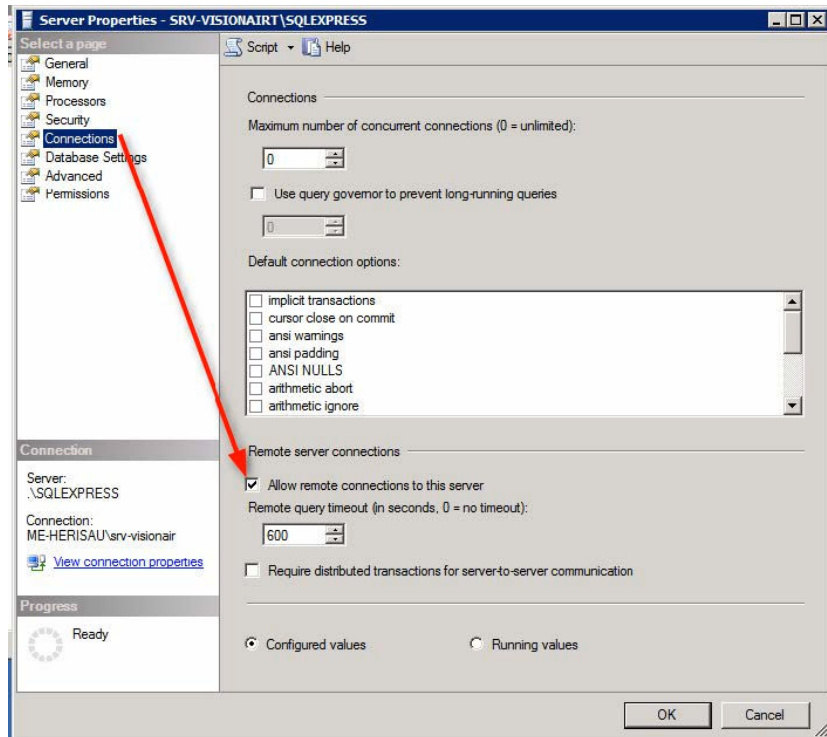 Server Properties - SRV-VISIONAIRT\SQLEXPRESS
Select a page
General
Memory
Processors
Security
Connections
Database Settings
Advanced
Permissions
Script
Help
Connections
Maximum number of concurrent connections (0 = unlimited):
0
Use query governor to prevent long-running queries
0
Default connection options:
implicit transactions
cursor close on commit
ansi warnings
ansi padding
ANSI NULLS
arithmetic abort
arithmetic ignore
Connection
Server:
.\SQLEXPRESS
Connection:
ME-HERISAU\srv-visionair
View connection properties
Progress
Ready
Remote server connections
Allow remote connections to this server
Remote query timeout (in seconds, 0 = no timeout):
600
Require distributed transactions for server-to-server communication
Configured values
Running values
OK
Cancel